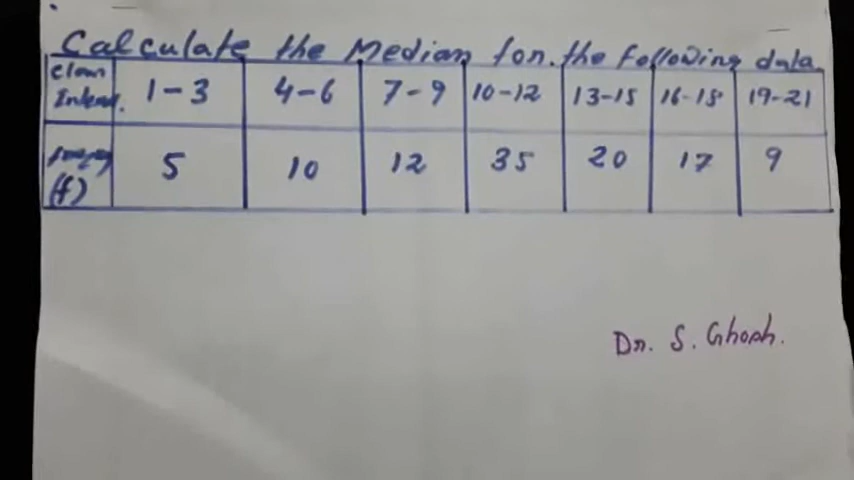 Calculate the Median for the following data.
Class Interval. 1-3 4-6 7-9 10-12 13-15 16-18 19-21
(f) 5 10 12 35 20 17 9
Dr. S. Ghosh.